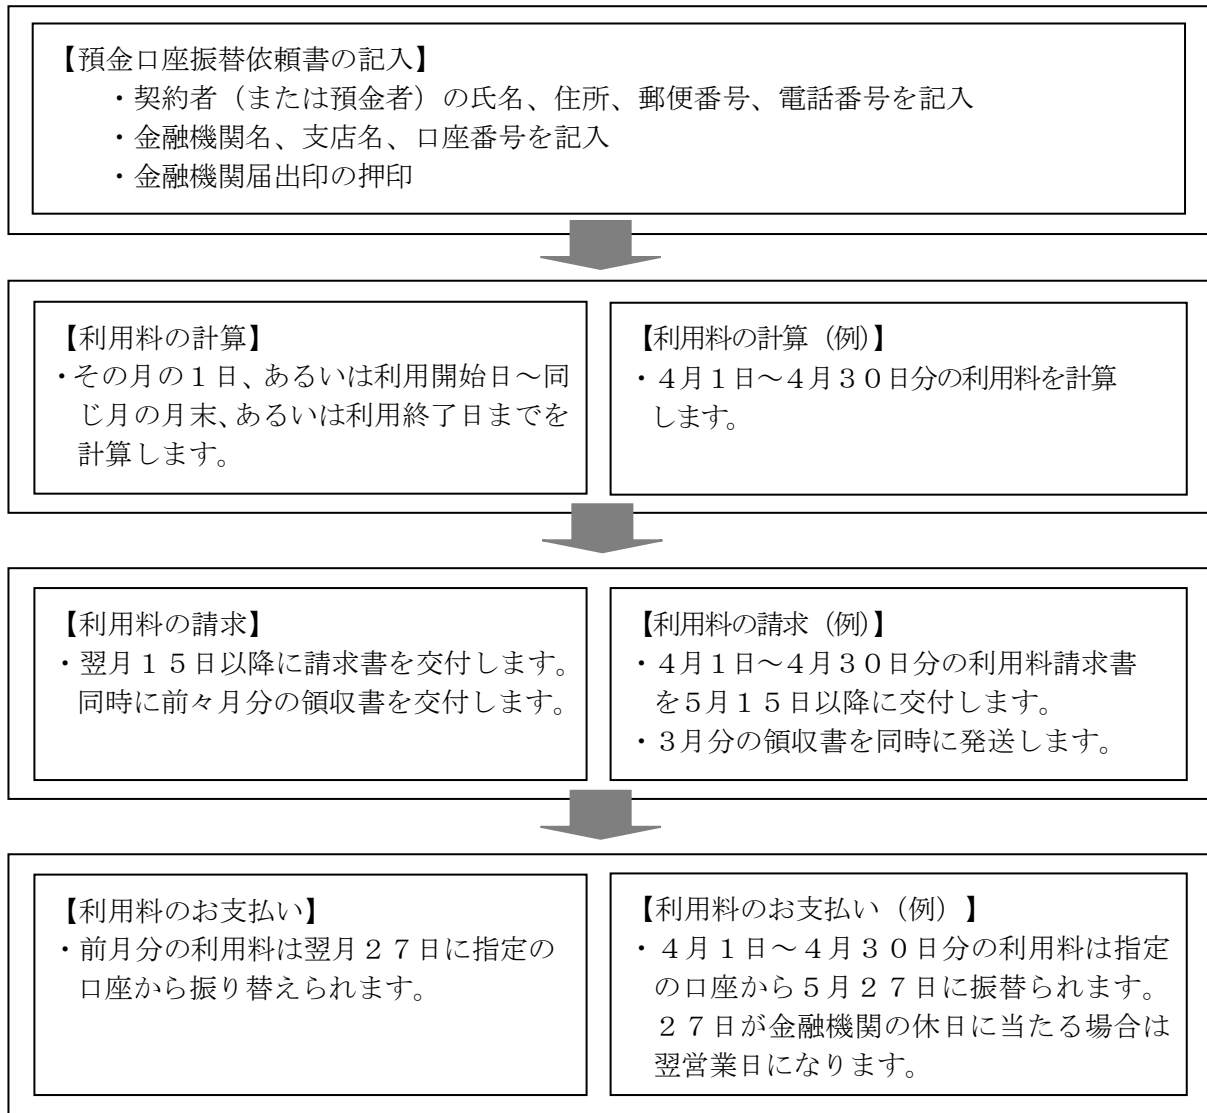 【預金口座振替依頼書の記入】
・契約者（または預金者）の氏名、住所、郵便番号、電話番号を記入
・金融機関名、支店名、口座番号を記入
・金融機関届出印の押印
【利用料の計算】
・その月の１日、あるいは利用開始日～同
じ月の月末、あるいは利用終了日までを
計算します。
【利用料の計算（例)】
・４月１日～４月３０日分の利用料を計算
します。
【利用料の請求】
・翌月１５日以降に請求書を交付します。
同時に前々月分の領収書を交付します。
【利用料の請求（例)】
・４月１日～４月３０日分の利用料請求書
を５月１５日以降に交付します。
・３月分の領収書を同時に発送します。
【利用料のお支払い】
・前月分の利用料は翌月２７日に指定の
口座から振り替えられます。
【利用料のお支払い（例）】
・４月１日～４月３０日分の利用料は指定
の口座から５月２７日に振替られます。
２７日が金融機関の休日に当たる場合は
翌営業日になります。